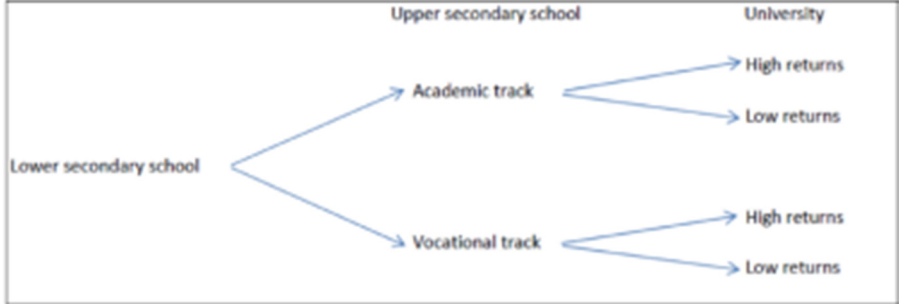 Upper secondary school University
High returns
Academic track
Low returns
Lower secondary school
High returns
Vocational track
Low returns